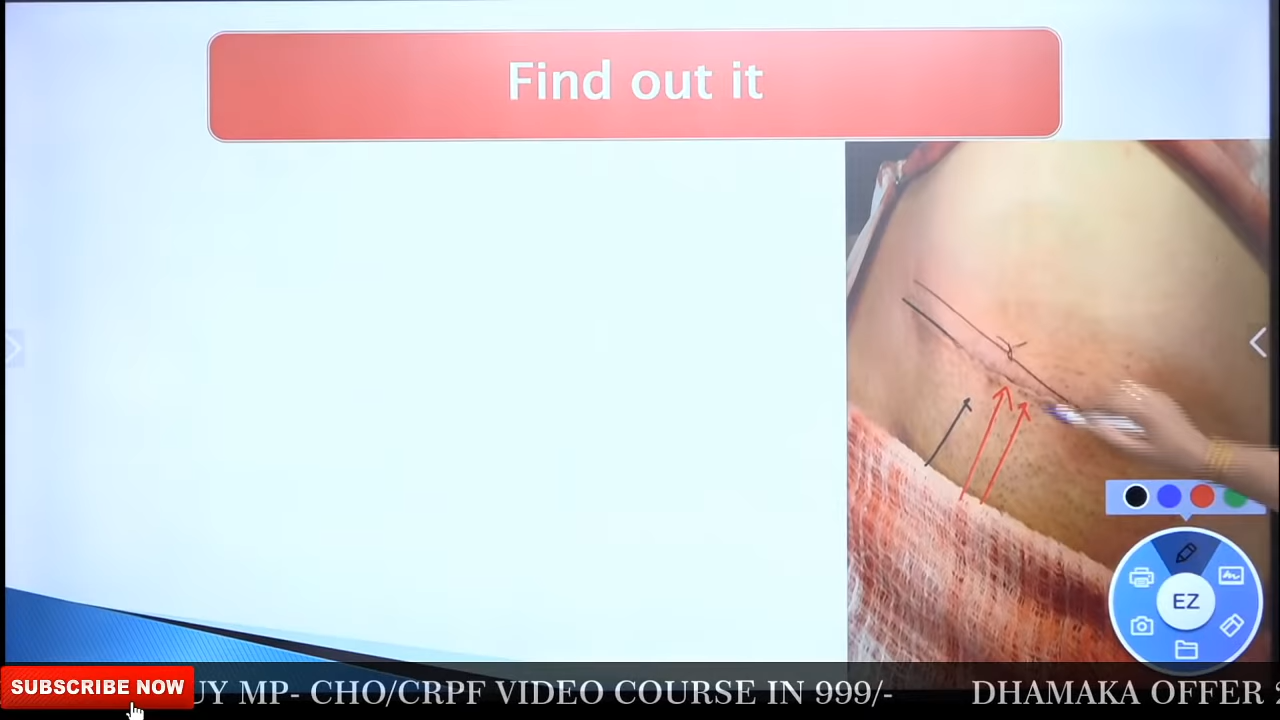 Find out it
EZ
SUBSCRIBE NOW
UY MP- CHO/CRPF VIDEO COURSE IN 999/- DHAMAKA OFFER